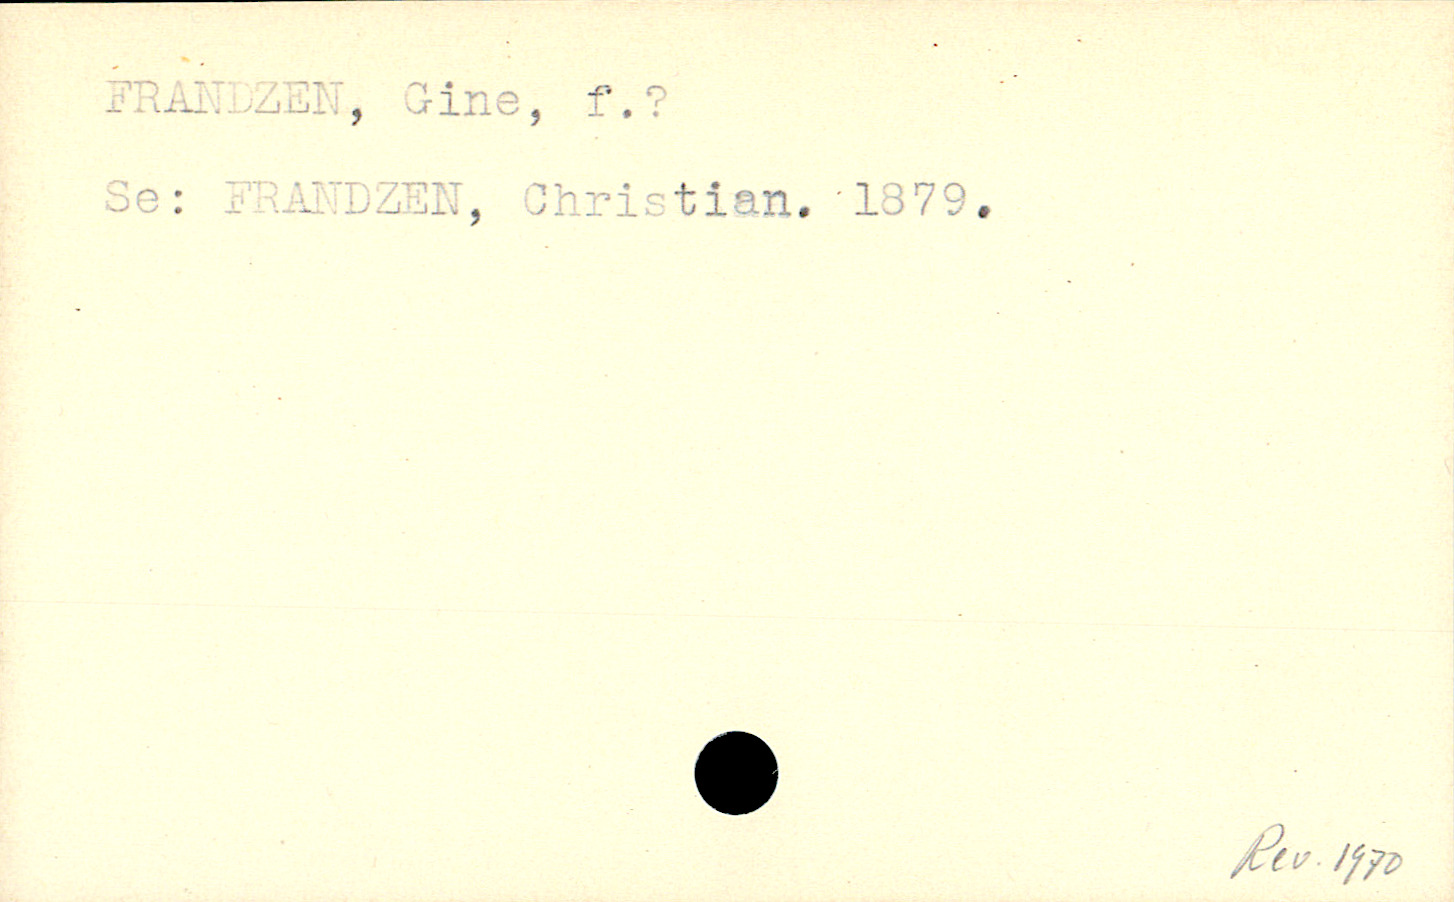 FRANDZEN, Gine, f.?
Se: FRANDZEN, Christian. 1879.
Rev. 1970